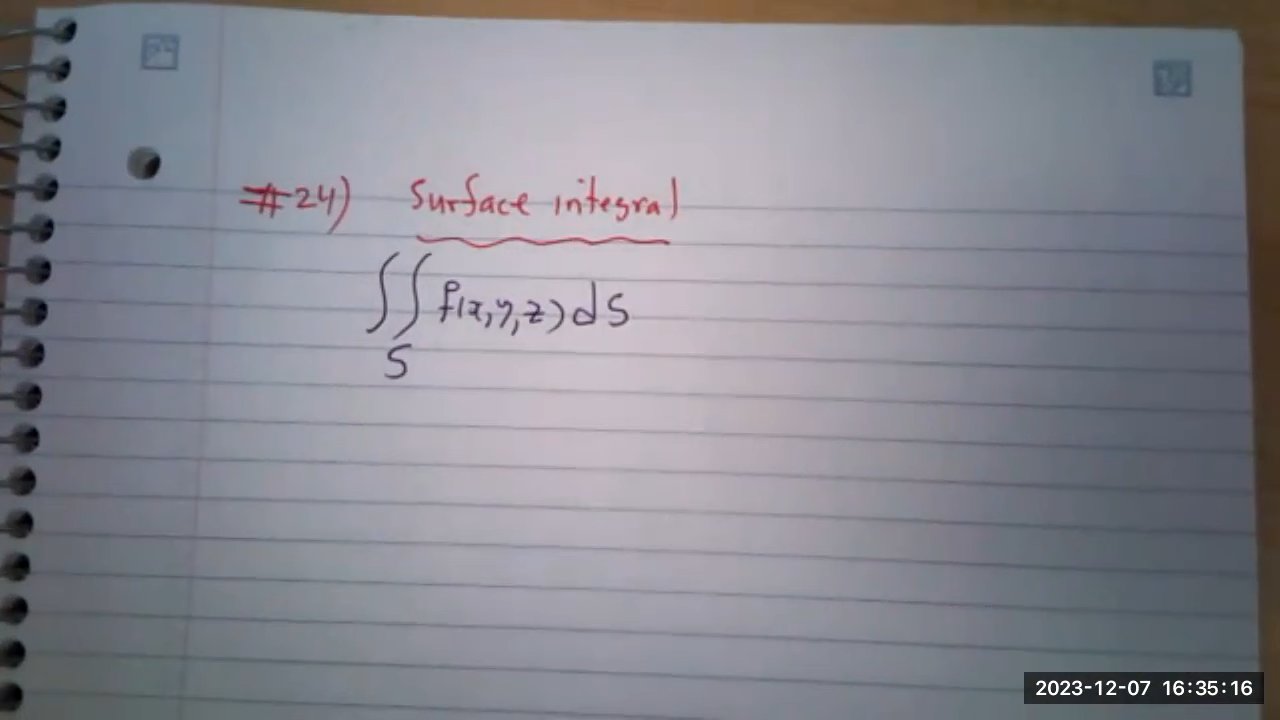 #24) Surface integral
∬ f(x,y,z) dS
S
2023-12-07 16:35:16